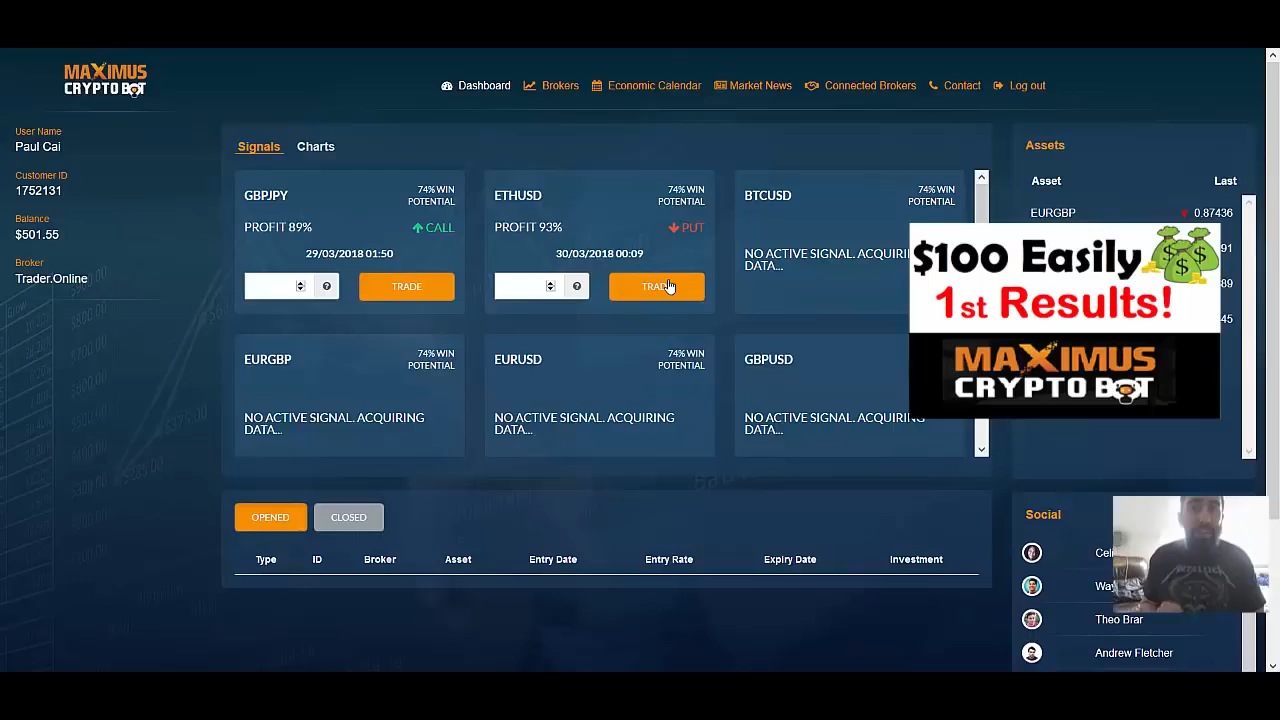 MAXIMUS
CRYPTO BOT
Dashboard
Brokers
Economic Calendar
Market News
Connected Brokers
Contact
Log out
User Name
Paul Cai
Customer ID
1752131
Balance
$501.55
Broker
Trader.Online
Signals
Charts
GBPJPY
74% WIN
POTENTIAL
PROFIT 89%
CALL
29/03/2018 01:50
TRADE
ETHUSD
74% WIN
POTENTIAL
PROFIT 93%
PUT
30/03/2018 00:09
BTCUSD
74% WIN
POTENTIAL
NO ACTIVE SIGNAL.
DATA...
EURGBP
74% WIN
POTENTIAL
NO ACTIVE SIGNAL. ACQUIRING
DATA...
EURUSD
74% WIN
POTENTIAL
NO ACTIVE SIGNAL. ACQUIRING
DATA...
GBPUSD
NO ACTIVE SIGNAL.
DATA...
Assets
Asset
Last
EURGBP
0.87436
91
89
45
$100 Easily
1st Results!
MAXIMUS
CRYPTO BOT
OPENED
CLOSED
Type
ID
Broker
Asset
Entry Date
Entry Rate
Expiry Date
Investment
Social
Theo Brar
Andrew Fletcher